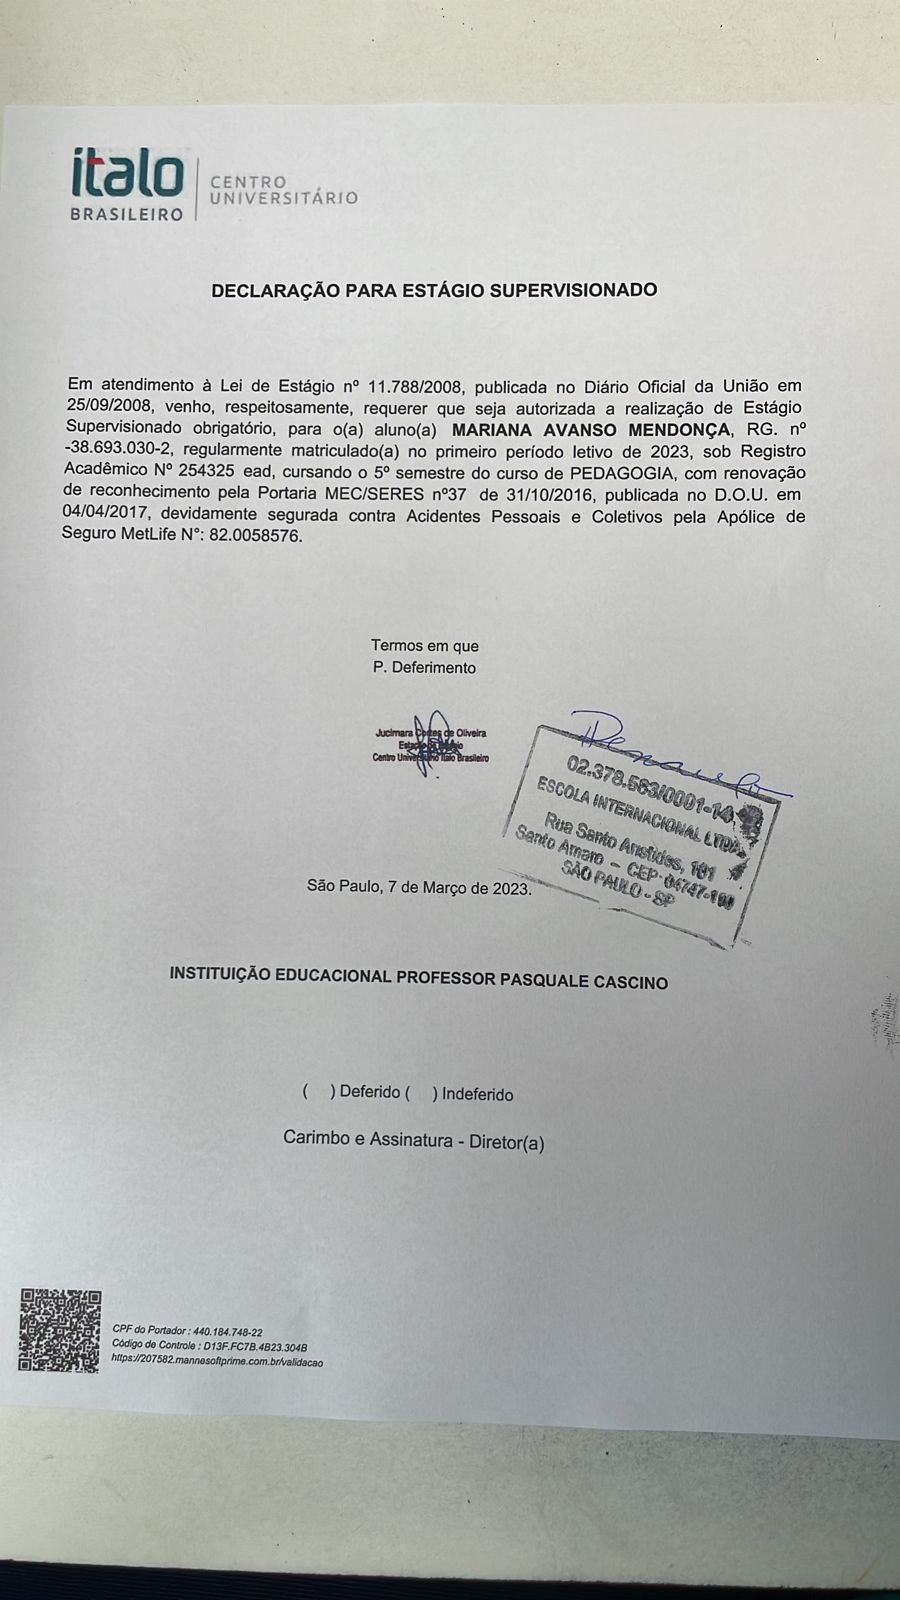 ítalo
BRASILEIRO
CENTRO
UNIVERSITÁRIO
DECLARAÇÃO PARA ESTÁGIO SUPERVISIONADO
Em atendimento à Lei de Estágio nº 11.788/2008, publicada no Diário Oficial da União em
25/09/2008, venho, respeitosamente, requerer que seja autorizada a realização de Estágio
Supervisionado obrigatório, para o(a) aluno(a) MARIANA AVANSO MENDONÇA, RG. nº
-38.693.030-2, regularmente matriculado(a) no primeiro período letivo de 2023, sob Registro
Acadêmico Nº 254325 ead, cursando o 5º semestre do curso de PEDAGOGIA, com renovação
de reconhecimento pela Portaria MEC/SERES nº37 de 31/10/2016, publicada no D.O.U. em
04/04/2017, devidamente segurada contra Acidentes Pessoais e Coletivos pela Apólice de
Seguro MetLife N°: 82.0058576.
Termos em que
P. Deferimento
Jucimara Cortes de Oliveira
Centro Universitário Ítalo Brasileiro
02.378.563/0001-14
ESCOLA INTERNACIONAL LTDA.
Rua Santo Arístides, 101
Santo Amaro - CEP
SÃO PAULO - SP
São Paulo, 7 de Março de 2023.
INSTITUIÇÃO EDUCACIONAL PROFESSOR PASQUALE CASCINO
( ) Deferido ( ) Indeferido
Carimbo e Assinatura - Diretor(a)
CPF do Portador : 440.184.748-22
Código de Controle : D13F.FC7B.4B23.304B
https://207582.mannesoftprime.com.br/validacao